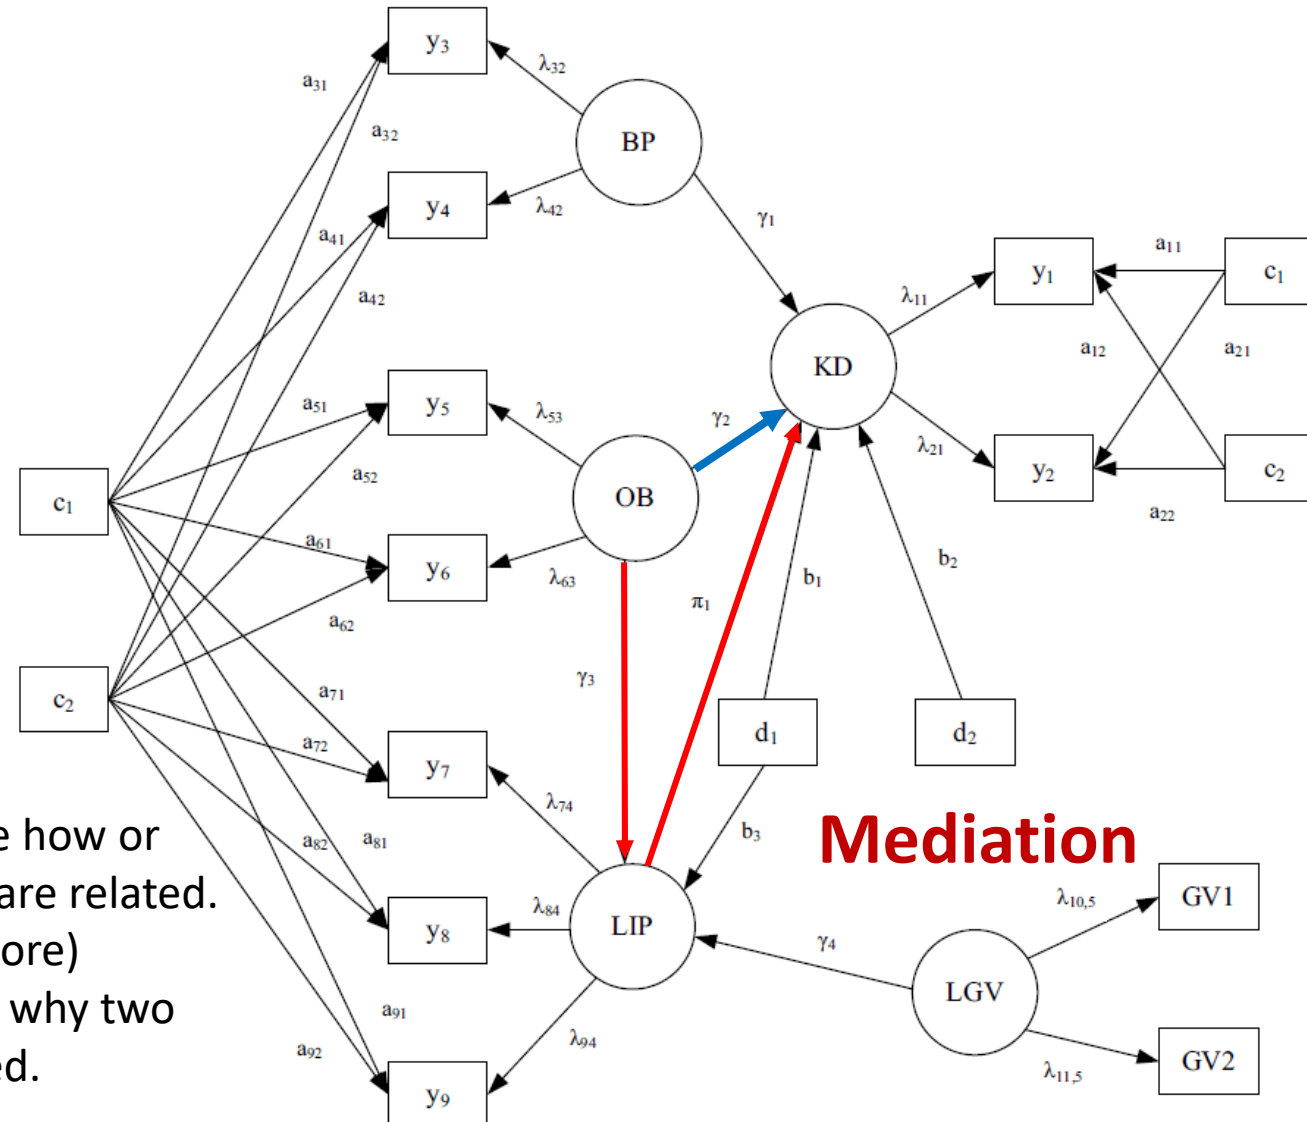 y₃
λ₃₂
a₃₁
a₃₂
BP
y₄
λ₄₂
a₄₁
γ₁
a₄₂
y₁
a₁₁
c₁
λ₁₁
a₁₂
a₂₁
KD
y₅
a₅₁
λ₅₃
γ₂
λ₂₁
a₅₂
y₂
c₂
OB
c₁
a₂₂
a₆₁
y₆
λ₆₃
b₁
b₂
π₁
a₆₂
γ₃
c₂
a₇₁
d₁
d₂
a₇₂
y₇
λ₇₄
b₃
Mediation
e how or
a₈₂
a₈₁
are related.
λ₁₀,₅
GV1
λ₈₄
y₈
LIP
γ₄
ore)
LGV
why two
a₉₁
a₉₂
λ₉₄
ed.
λ₁₁,₅
GV2
y₉